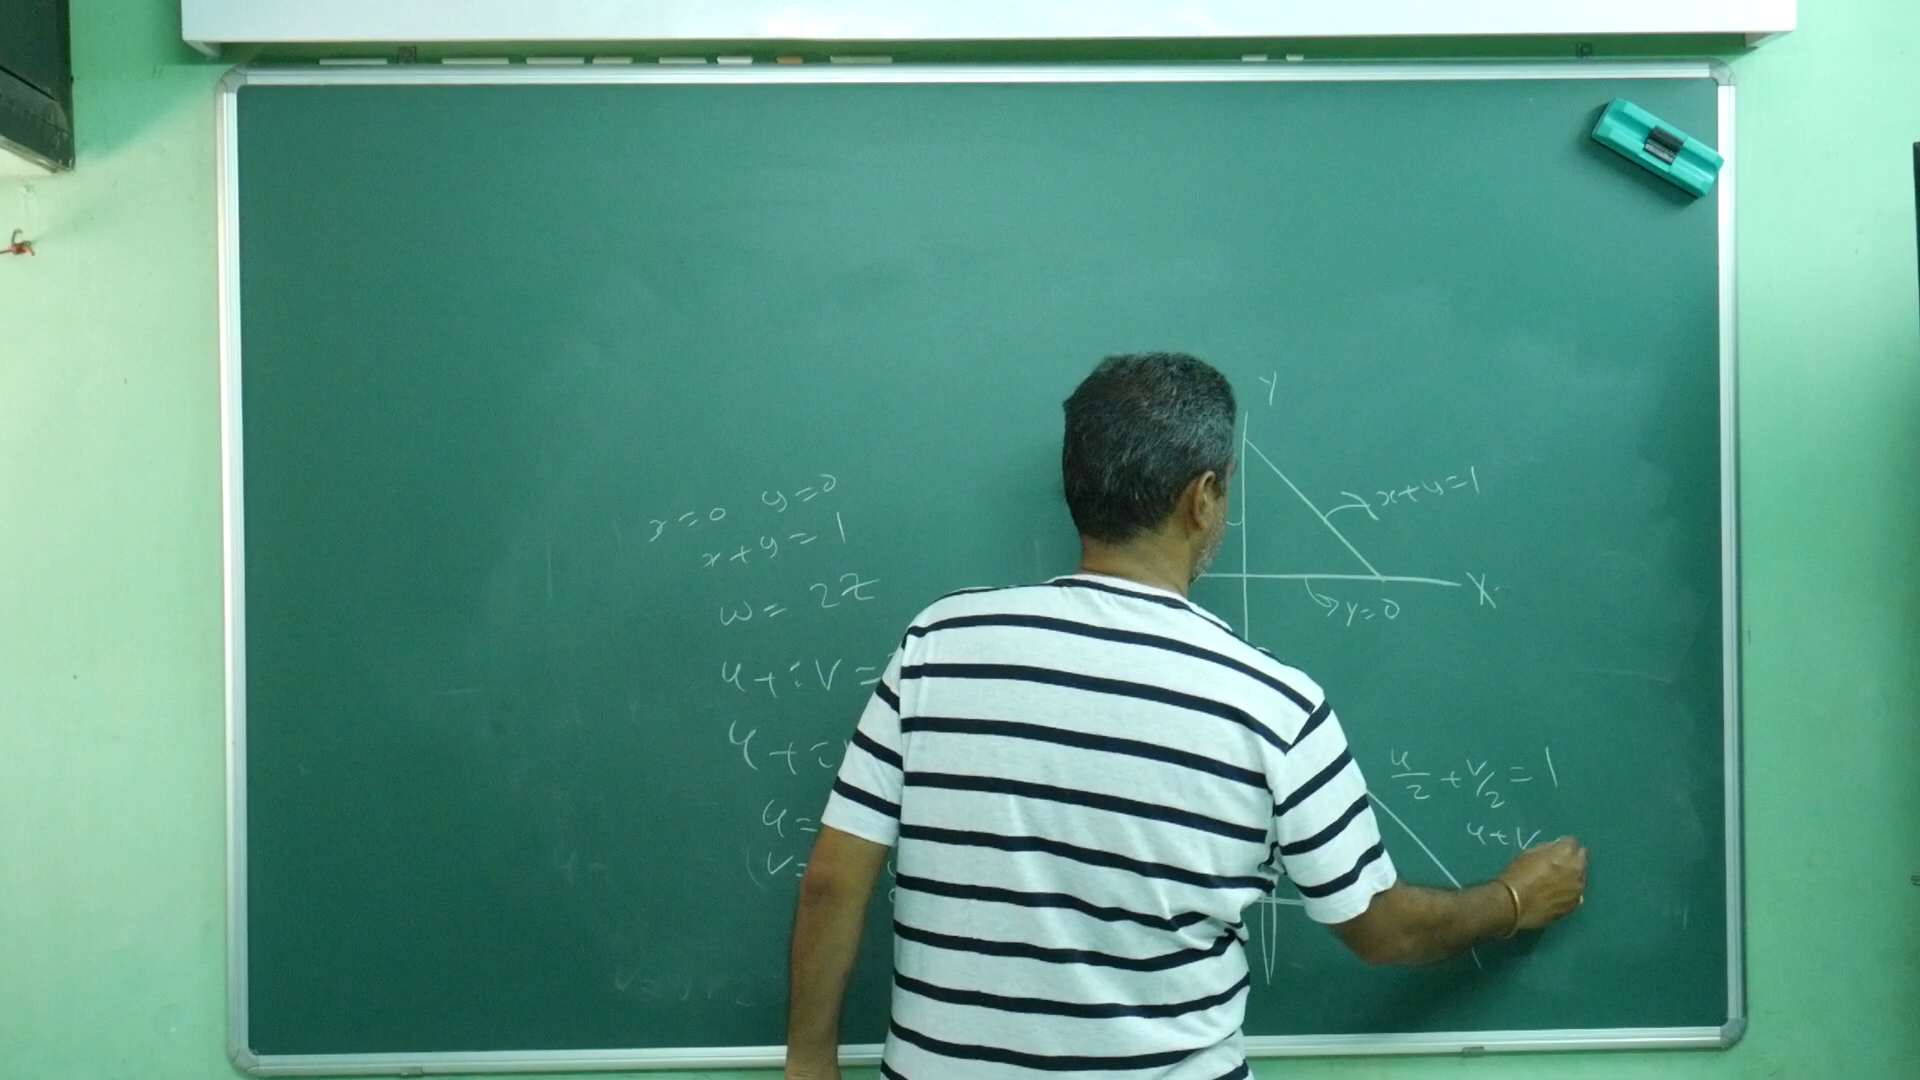 x=0 y=0
x+y=1
w=2z
u+iv=
u+i
u=
(v=
Y
x+y=1
X
y=0
u/2+v/2=1
u+v